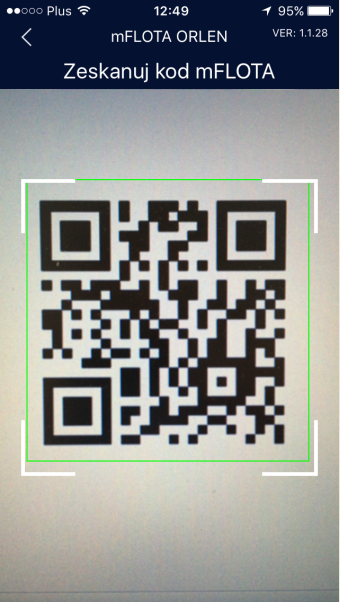 Plus 12:49 95%
mFLOTA ORLEN VER: 1.1.28
Zeskanuj kod mFLOTA